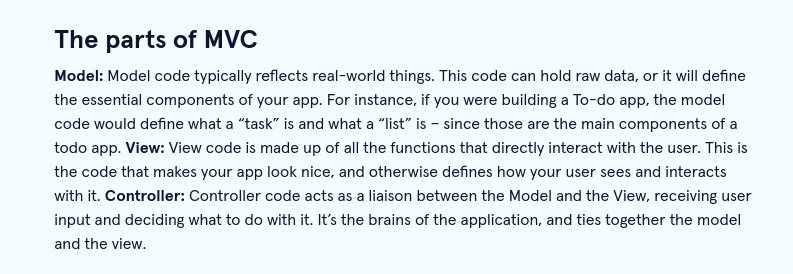 The parts of MVC
Model: Model code typically reflects real-world things. This code can hold raw data, or it will define
the essential components of your app. For instance, if you were building a To-do app, the model
code would define what a “task” is and what a “list” is – since those are the main components of a
todo app. View: View code is made up of all the functions that directly interact with the user. This is
the code that makes your app look nice, and otherwise defines how your user sees and interacts
with it. Controller: Controller code acts as a liaison between the Model and the View, receiving user
input and deciding what to do with it. It’s the brains of the application, and ties together the model
and the view.